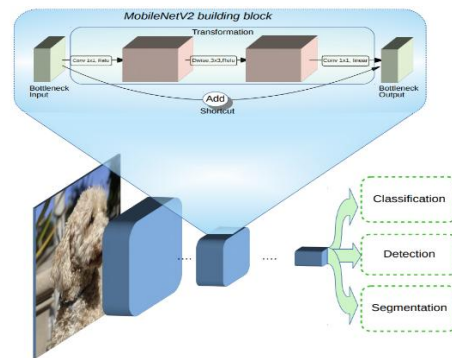 MobileNetV2 building block
Transformation
Conv 1x1, Relu
Dwise 3x3,Relu
Conv 1x1, linear
Bottleneck
Input
Add
Shortcut
Bottleneck
Output
Classification
Detection
Segmentation